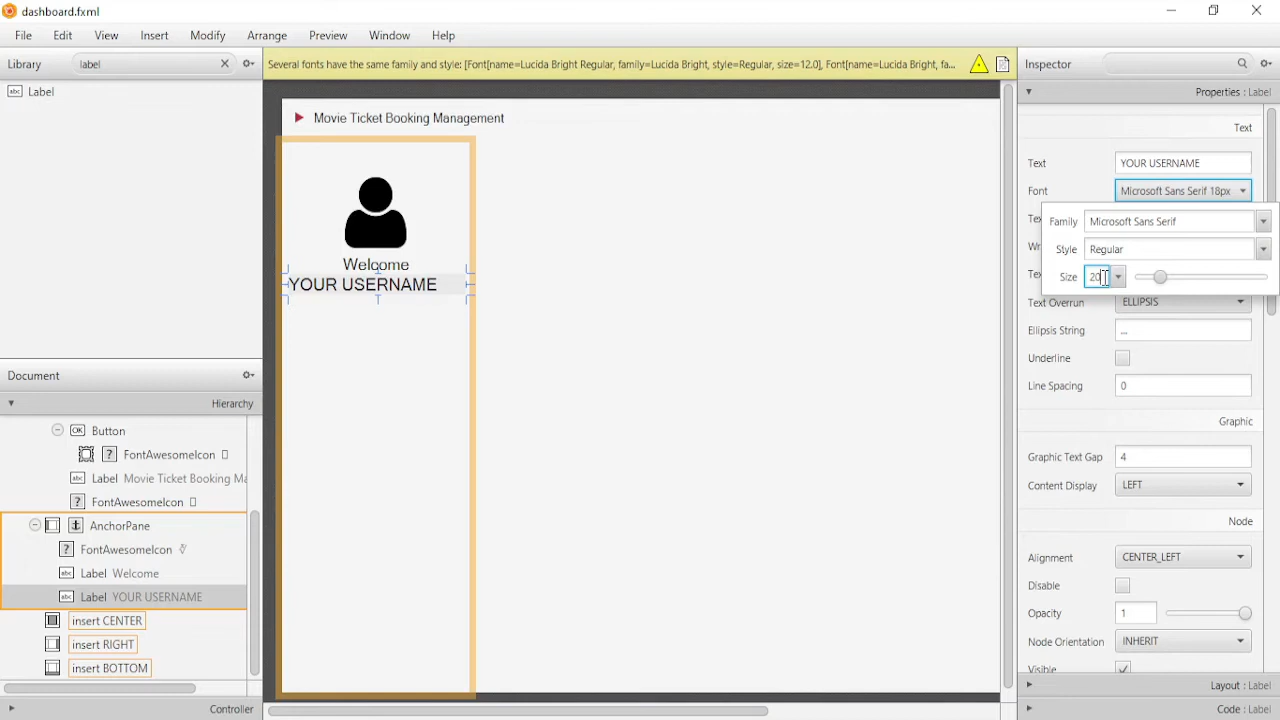 dashboard.fxml
File Edit View Insert Modify Arrange Preview Window Help
Library label
Label
Several fonts have the same family and style: [Font[name=Lucida Bright Regular, family=Lucida Bright, style=Regular, size=12.0], Font[name=Lucida Bright, fa...
Movie Ticket Booking Management
Welcome
YOUR USERNAME
Document
Hierarchy
OK Button
? FontAwesomeIcon
abc Label Movie Ticket Booking Ma
? FontAwesomeIcon
AnchorPane
? FontAwesomeIcon
abc Label Welcome
abc Label YOUR USERNAME
insert CENTER
insert RIGHT
insert BOTTOM
Controller
Inspector
Properties : Label
Text
Text YOUR USERNAME
Font Microsoft Sans Serif 18px
Family Microsoft Sans Serif
Style Regular
Size 20
Text Overrun ELLIPSIS
Ellipsis String ...
Underline
Line Spacing 0
Graphic
Graphic Text Gap 4
Content Display LEFT
Node
Alignment CENTER_LEFT
Disable
Opacity 1
Node Orientation INHERIT
Visible
Layout : Label
Code : Label